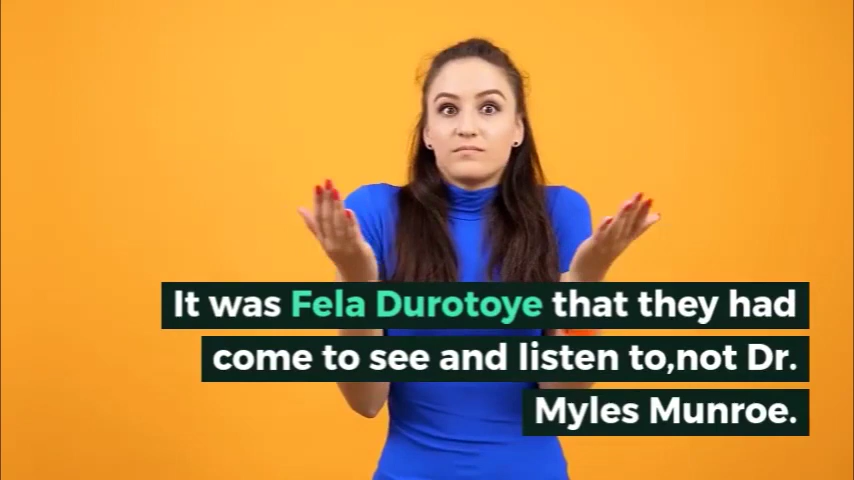 It was Fela Durotoye that they had
come to see and listen to,not Dr.
Myles Munroe.